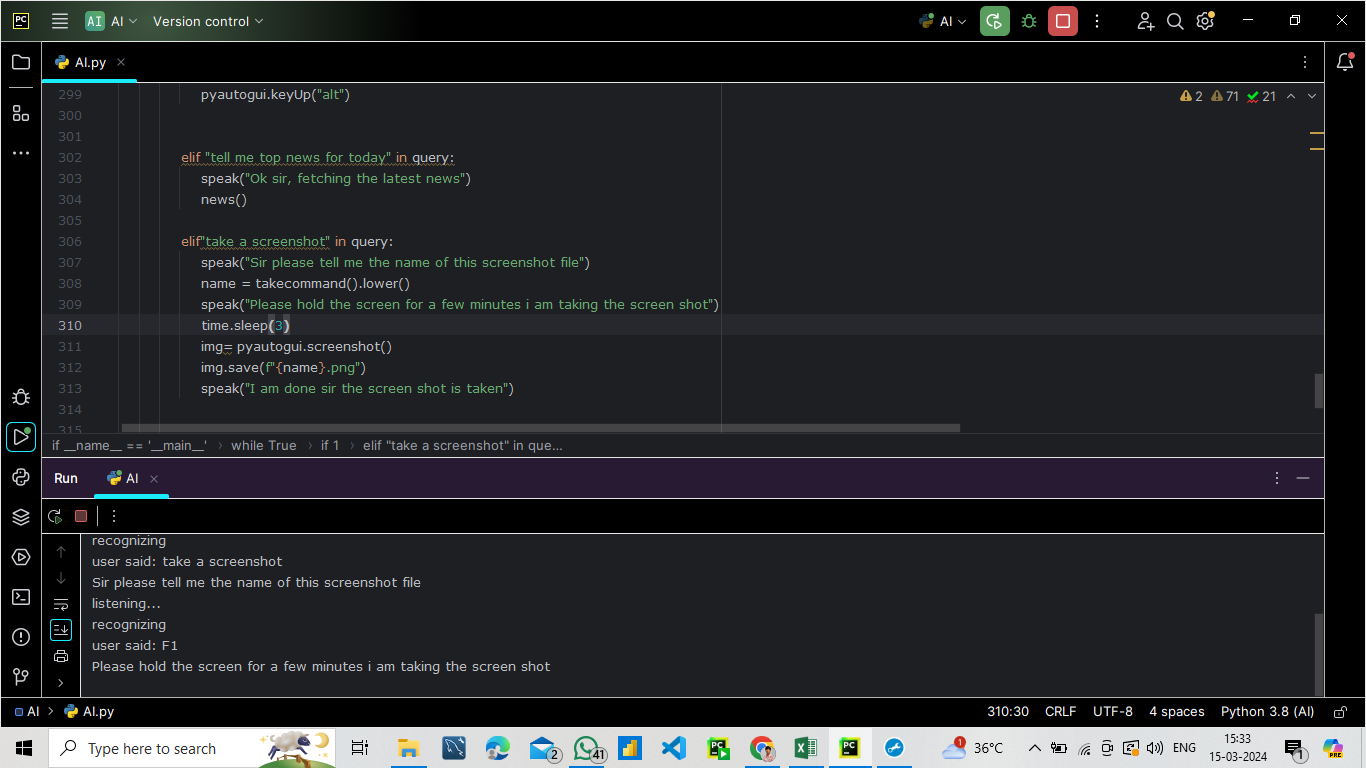 PC
AI AI Version control AI
AI.py
299 pyautogui.keyUp("alt")
2 71 21
300
301
302 elif "tell me top news for today" in query:
303 speak("Ok sir, fetching the latest news")
304 news()
305
306 elif"take a screenshot" in query:
307 speak("Sir please tell me the name of this screenshot file")
308 name = takecommand().lower()
309 speak("Please hold the screen for a few minutes i am taking the screen shot")
310 time.sleep(3)
311 img= pyautogui.screenshot()
312 img.save(f"{name}.png")
313 speak("I am done sir the screen shot is taken")
314
315
if __name__ == '__main__' › while True › if 1 › elif "take a screenshot" in que...
Run AI
recognizing
user said: take a screenshot
Sir please tell me the name of this screenshot file
listening...
recognizing
user said: F1
Please hold the screen for a few minutes i am taking the screen shot
AI > AI.py 310:30 CRLF UTF-8 4 spaces Python 3.8 (AI)
Type here to search 2 41 PC PC 1 36°C ENG 15:33 1 PRE
15-03-2024